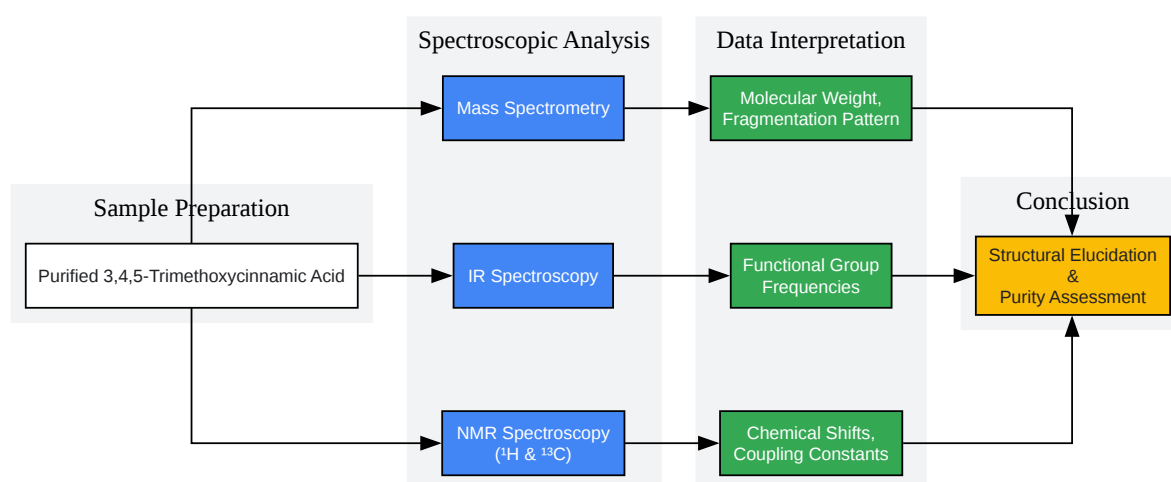 Spectroscopic Analysis
Data Interpretation
Mass Spectrometry
Molecular Weight,
Fragmentation Pattern
Sample Preparation
Conclusion
Purified 3,4,5-Trimethoxycinnamic Acid
IR Spectroscopy
Functional Group
Frequencies
Structural Elucidation
&
Purity Assessment
NMR Spectroscopy
(¹H & ¹³C)
Chemical Shifts,
Coupling Constants